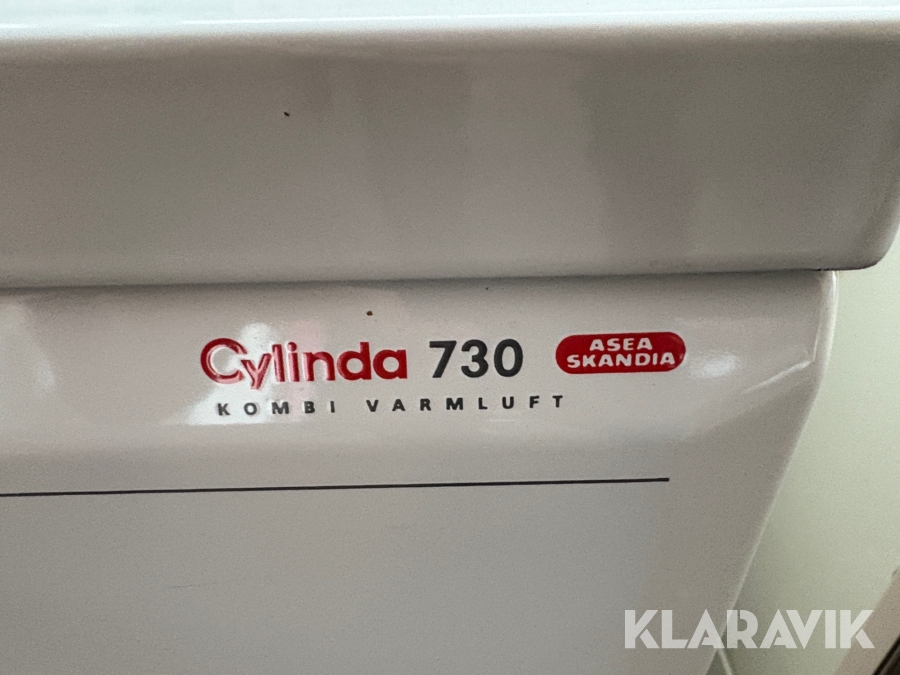 Cylinda 730 ASEA SKANDIA
KOMBI VARMLUFT
KLARAVIK